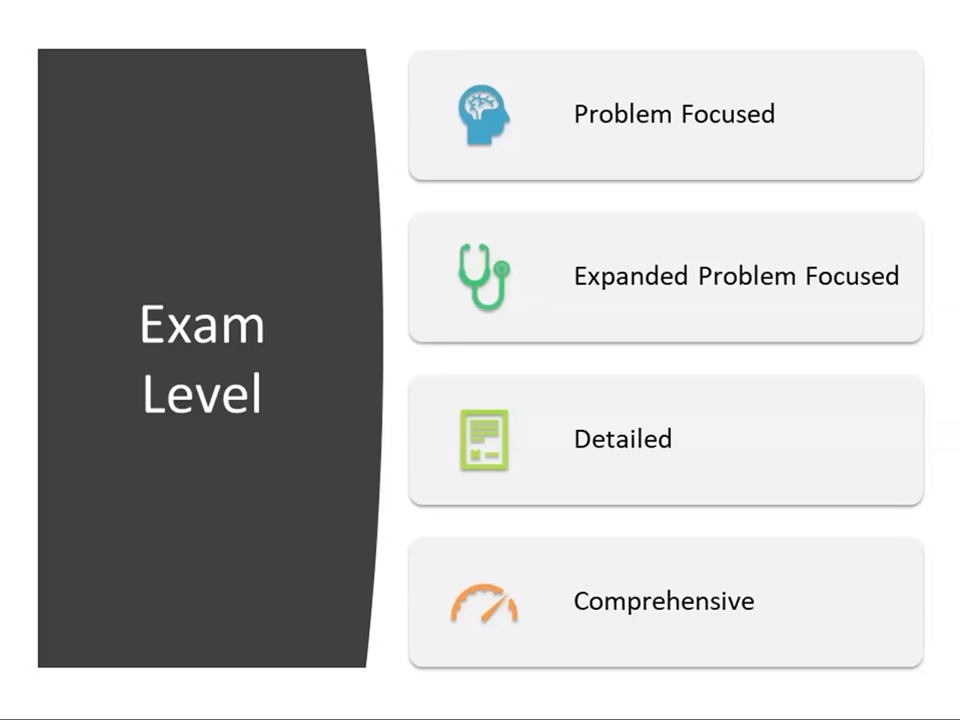 Exam
Level
Problem Focused
Expanded Problem Focused
Detailed
Comprehensive